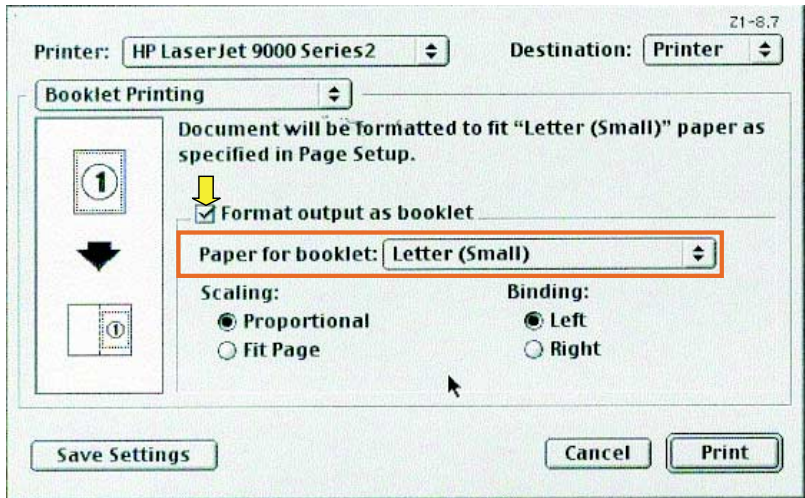 Z1-8.7
Printer: HP LaserJet 9000 Series2 Destination: Printer
Booklet Printing
Document will be formatted to fit “Letter (Small)” paper as
specified in Page Setup.
1
Format output as booklet
Paper for booklet: Letter (Small)
Scaling: Binding:
Proportional Left
1
Fit Page Right
Save Settings Cancel Print